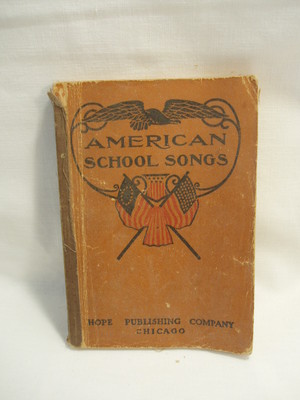 AMERICAN
SCHOOL SONGS
HOPE PUBLISHING COMPANY
CHICAGO